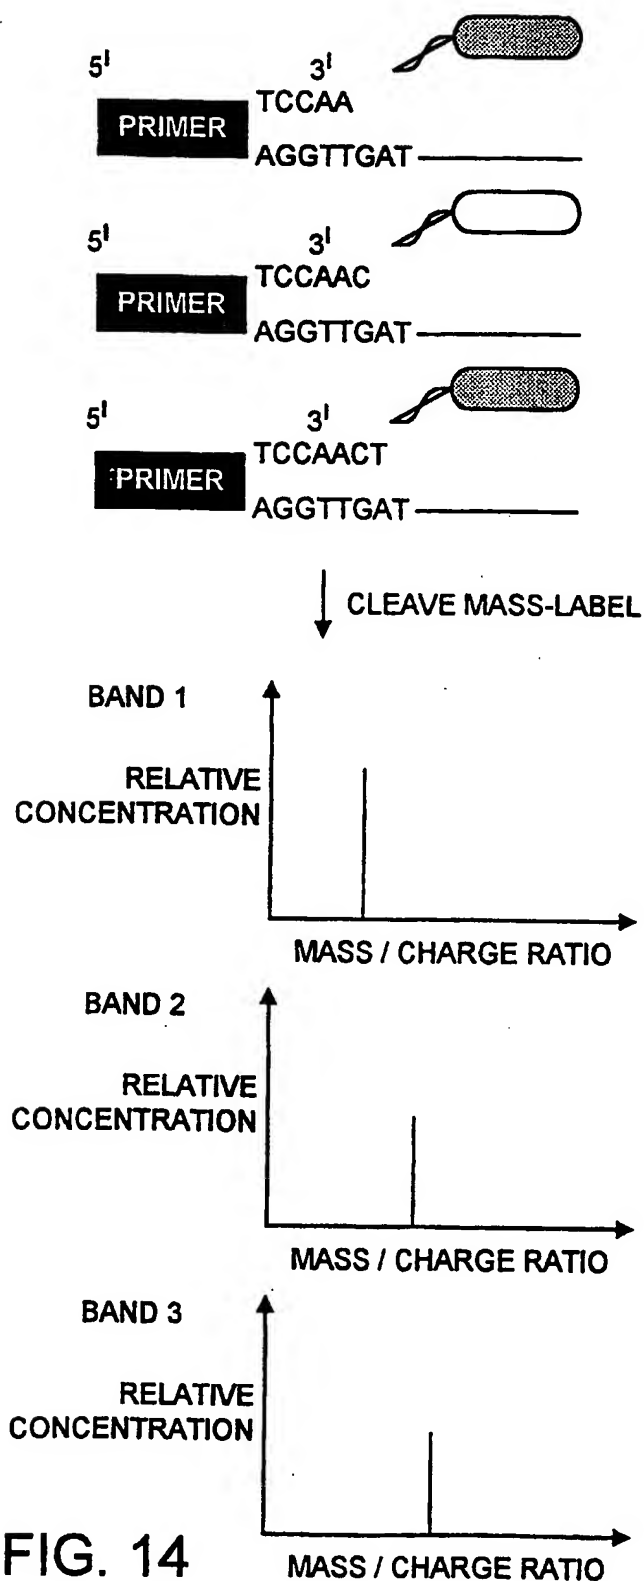 5' 3'
TCCAA
PRIMER
AGGTTGAT
5' 3'
TCCAAC
PRIMER
AGGTTGAT
5' 3'
TCCAACT
PRIMER
AGGTTGAT
CLEAVE MASS-LABEL
BAND 1
RELATIVE
CONCENTRATION
MASS / CHARGE RATIO
BAND 2
RELATIVE
CONCENTRATION
MASS / CHARGE RATIO
BAND 3
RELATIVE
CONCENTRATION
MASS / CHARGE RATIO
FIG. 14